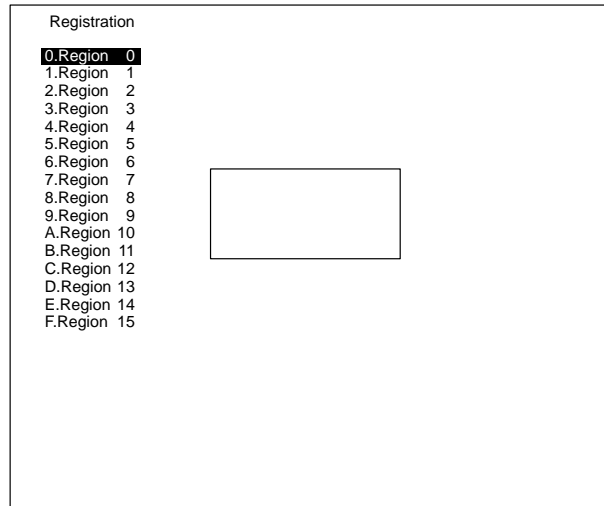 Registration
0.Region 0
1.Region 1
2.Region 2
3.Region 3
4.Region 4
5.Region 5
6.Region 6
7.Region 7
8.Region 8
9.Region 9
A.Region 10
B.Region 11
C.Region 12
D.Region 13
E.Region 14
F.Region 15